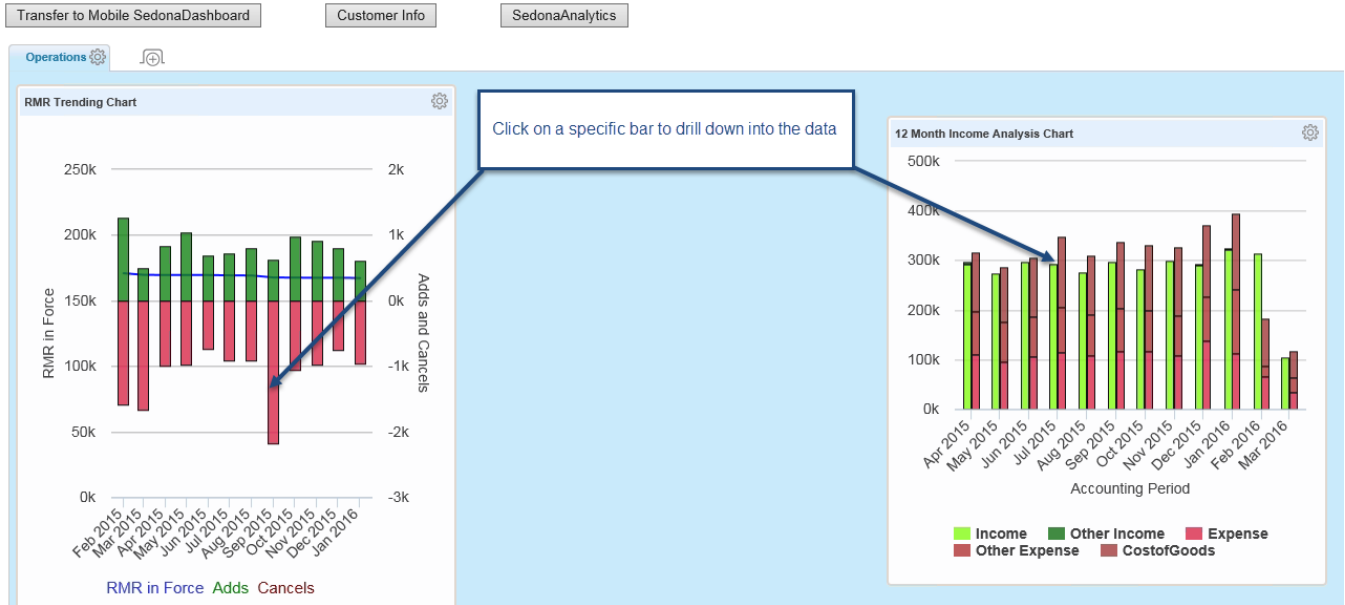 Transfer to Mobile SedonaDashboard
Customer Info
SedonaAnalytics
Operations
RMR Trending Chart
Click on a specific bar to drill down into the data
12 Month Income Analysis Chart
250k
200k
150k
100k
50k
0k
RMR in Force
2k
1k
0k
-1k
-2k
-3k
Adds and Cancels
Feb 2015
Mar 2015
Apr 2015
May 2015
Jun 2015
Jul 2015
Aug 2015
Sep 2015
Oct 2015
Nov 2015
Dec 2015
Jan 2016
RMR in Force Adds Cancels
500k
400k
300k
200k
100k
0k
Apr 2015
May 2015
Jun 2015
Jul 2015
Aug 2015
Sep 2015
Oct 2015
Nov 2015
Dec 2015
Jan 2016
Feb 2016
Mar 2016
Accounting Period
Income Other Income Expense
Other Expense CostofGoods